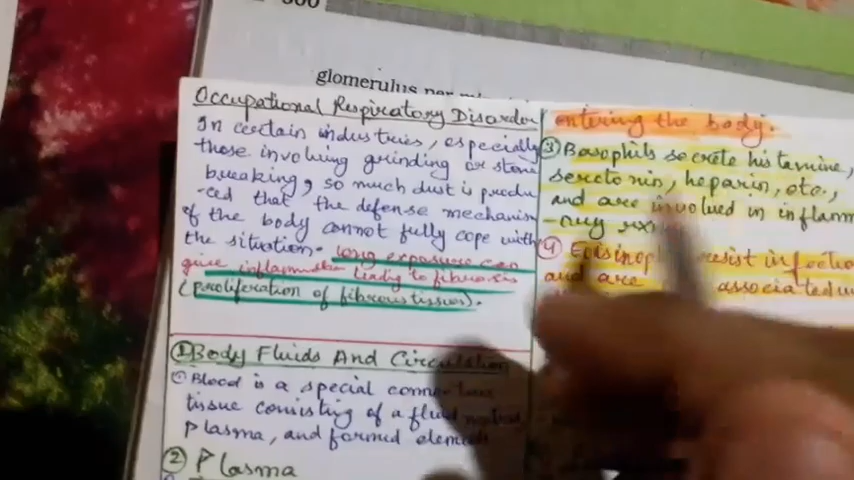 glomerulus per
Occupational Respiratory Disorder
In certain industries, especially
those involving grinding or stone
breaking, so much dust is produ
-ced that the defense mechanism
of the body cannot fully cope with
the situation. long exposure can
give inflammation leading to fibrosis
(proliferation of fibrous tissues).
① Body Fluids And Circulation
Blood is a special connective
tissue consisting of a fluid
plasma, and formed elements
② Plasma
entering the body.
③ Basophils secrete histamine,
serotonin, heparin, etc.,
and are involved in inflamm
④ resist infectio
and are associated